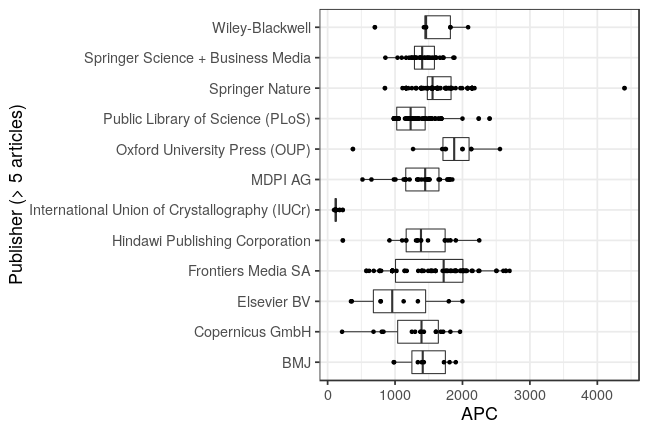 Publisher (> 5 articles)
Wiley-Blackwell
Springer Science + Business Media
Springer Nature
Public Library of Science (PLoS)
Oxford University Press (OUP)
MDPI AG
International Union of Crystallography (IUCr)
Hindawi Publishing Corporation
Frontiers Media SA
Elsevier BV
Copernicus GmbH
BMJ
0 1000 2000 3000 4000
APC